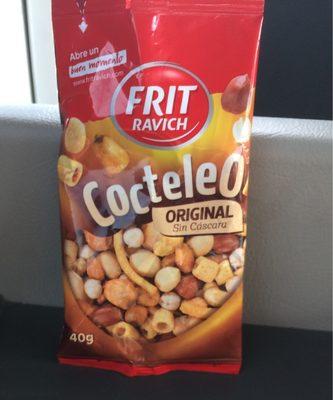 Abre un
buen momento
www.fritravich.com
FRIT
RAVICH
Cocteleo
ORIGINAL
Sin Cáscara
40g